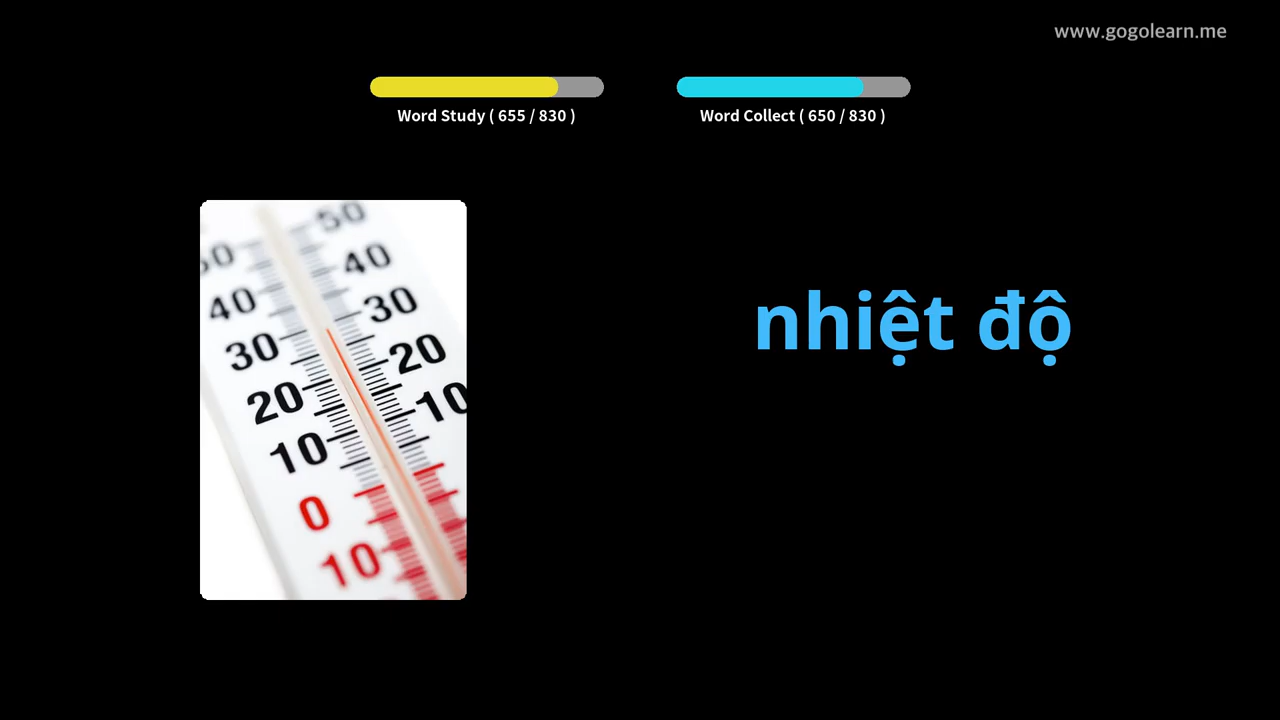 www.gogolearn.me
Word Study ( 655 / 830 )
Word Collect ( 650 / 830 )
50
50 40
40 30
30 20
20 10
10
0
10
nhiệt độ